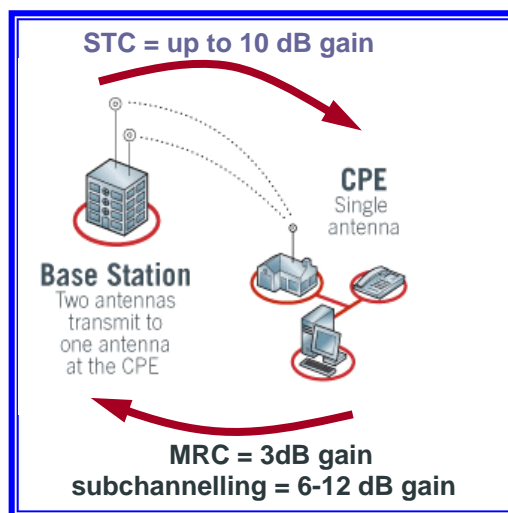 STC = up to 10 dB gain
CPE
Single
antenna
Base Station
Two antennas
transmit to
one antenna
at the CPE
MRC = 3dB gain
subchannelling = 6-12 dB gain